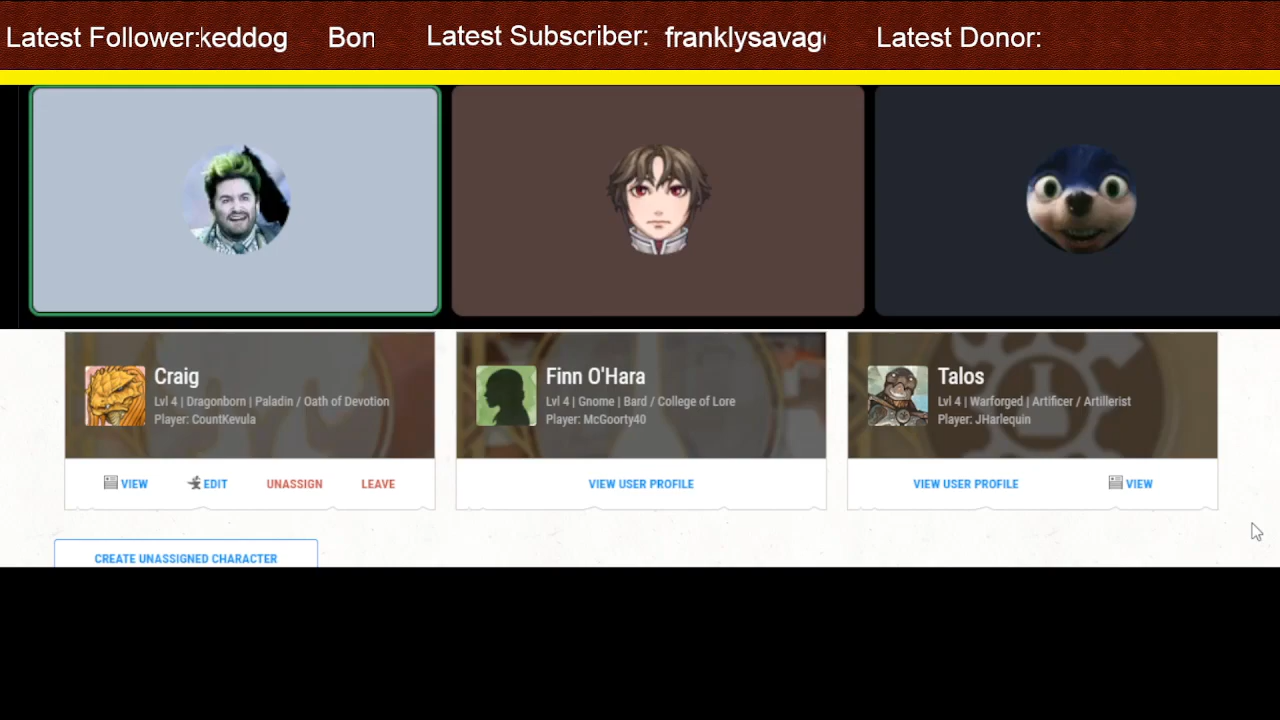 Latest Follower: keddog Bon Latest Subscriber: franklysavag Latest Donor:
Craig
Lvl 4 | Dragonborn | Paladin / Oath of Devotion
Player: CountKevula
VIEW EDIT UNASSIGN LEAVE
Finn O'Hara
Lvl 4 | Gnome | Bard / College of Lore
Player: McGoorty40
VIEW USER PROFILE
Talos
Lvl 4 | Warforged | Artificer / Artillerist
Player: JHarlequin
VIEW USER PROFILE VIEW
CREATE UNASSIGNED CHARACTER